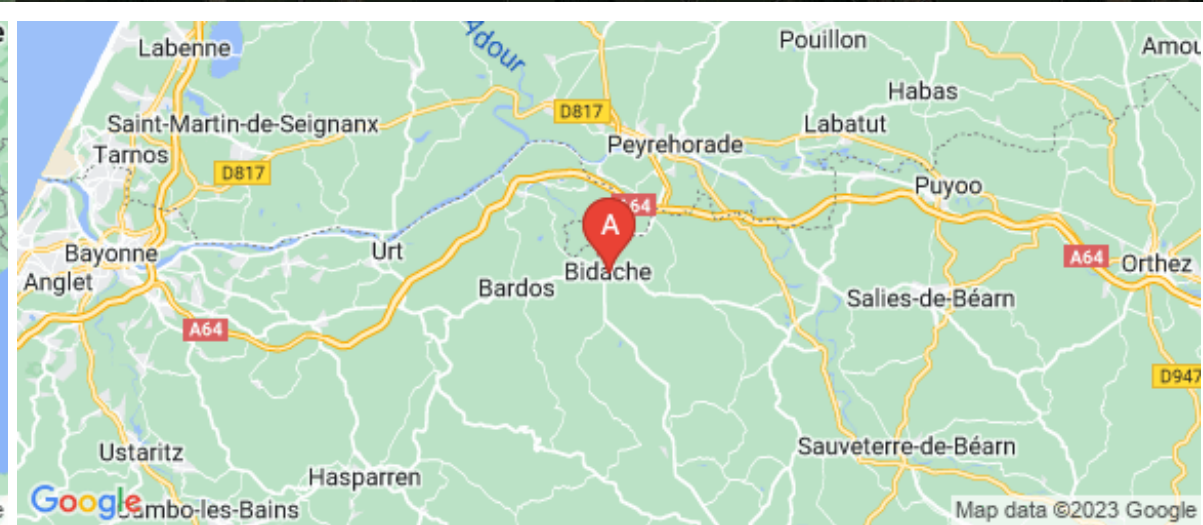 e
Labenne
Adour
Pouillon
Amou
Habas
D817
Saint-Martin-de-Seignanx
Labatut
Tarnos
Peyrehorade
D817
Puyoo
A64
A
Bayonne
Urt
A64
Orthez
Bidache
Anglet
Bardos
Salies-de-Béarn
A64
D947
Ustaritz
Sauveterre-de-Béarn
Hasparren
Google
ambo-les-Bains
Map data ©2023 Google
e